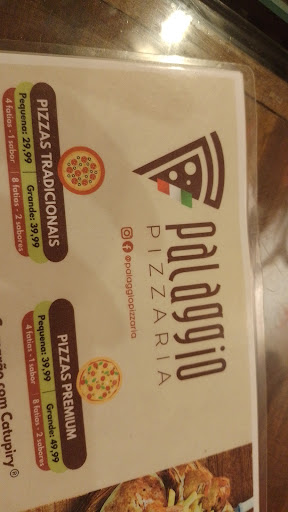 palaggio
PIZZARIA
@palaggiopizzaria
PIZZAS TRADICIONAIS
Pequena: 29,99 Grande: 39,99
4 fatias - 1 sabor 8 fatias - 2 sabores
PIZZAS PREMIUM
Pequena: 39,99 Grande: 49,99
4 fatias - 1 sabor 8 fatias - 2 sabores
com Catupiry ®